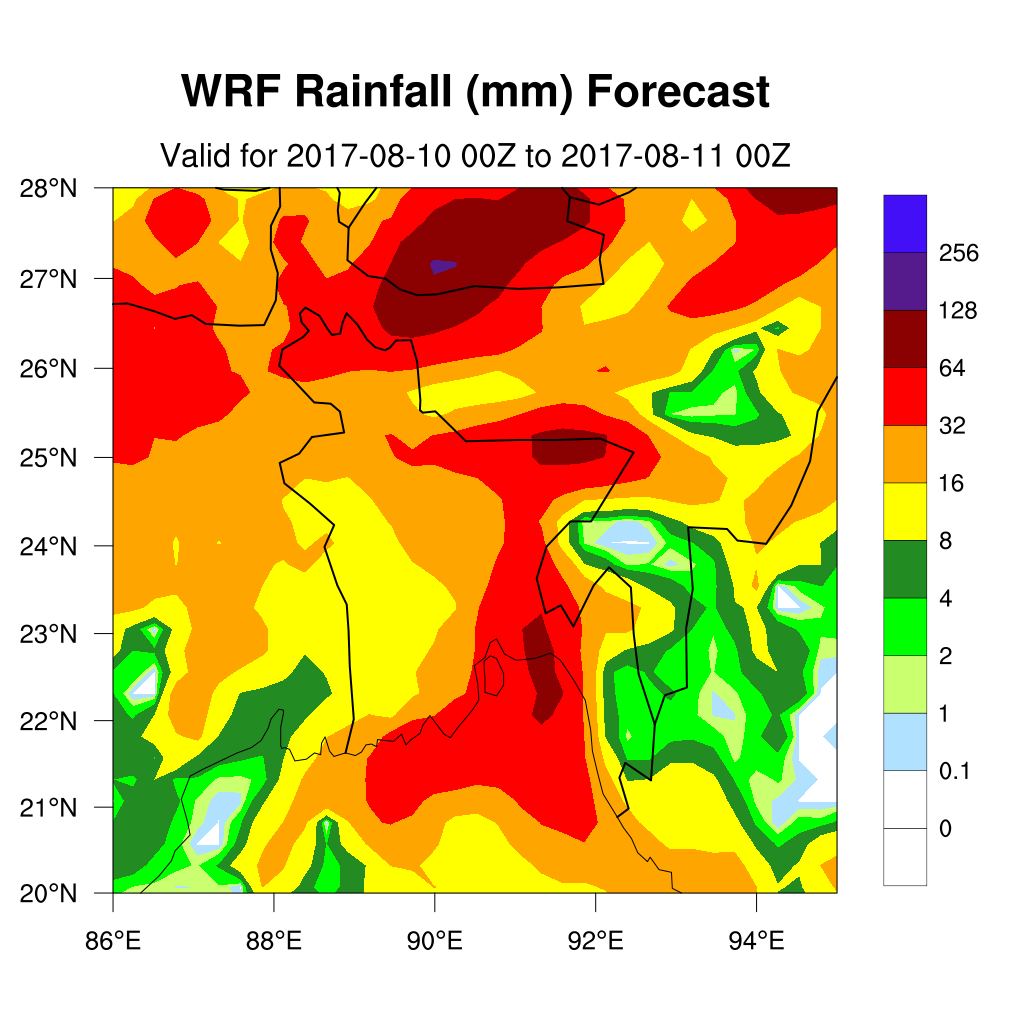 WRF Rainfall (mm) Forecast
Valid for 2017-08-10 00Z to 2017-08-11 00Z
28°N
27°N
26°N
25°N
24°N
23°N
22°N
21°N
20°N
86°E 88°E 90°E 92°E 94°E
256
128
64
32
16
8
4
2
1
0.1
0